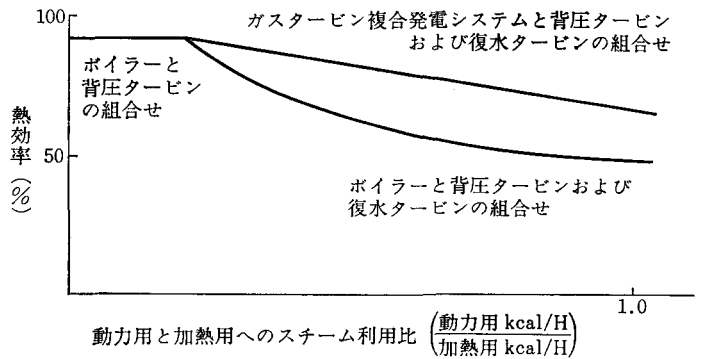 100
ガスタービン複合発電システムと背圧タービン
および復水タービンの組合せ
ボイラーと
背圧タービン
の組合せ
熱効率(%)
50
ボイラーと背圧タービンおよび
復水タービンの組合せ
1.0
動力用と加熱用へのスチーム利用比(動力用 kcal/H/加熱用 kcal/H)